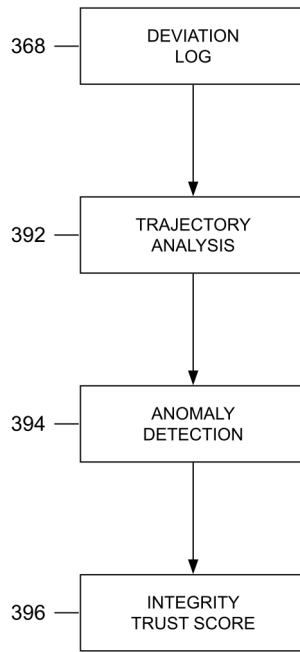 368
DEVIATION
LOG
392
TRAJECTORY
ANALYSIS
394
ANOMALY
DETECTION
396
INTEGRITY
TRUST SCORE